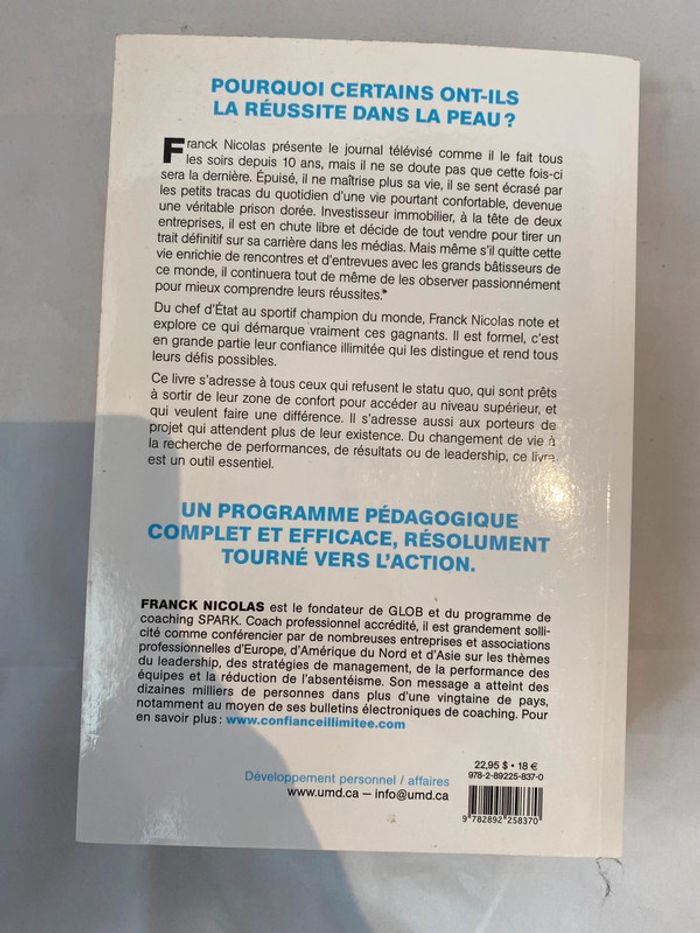 POURQUOI CERTAINS ONT-ILS
LA RÉUSSITE DANS LA PEAU ?
Franck Nicolas présente le journal télévisé comme il le fait tous
les soirs depuis 10 ans, mais il ne se doute pas que cette fois-ci
sera la dernière. Épuisé, il ne maîtrise plus sa vie, il se sent écrasé par
les petits tracas du quotidien d'une vie pourtant confortable, devenue
une véritable prison dorée. Investisseur immobilier, à la tête de deux
entreprises, il est en chute libre et décide de tout vendre pour tirer un
trait définitif sur sa carrière dans les médias. Mais même s'il quitte cette
vie enrichie de rencontres et d'entrevues avec les grands bâtisseurs de
ce monde, il continuera tout de même de les observer passionnément
pour mieux comprendre leurs réussites.*
Du chef d'État au sportif champion du monde, Franck Nicolas note et
explore ce qui démarque vraiment ces gagnants. Il est formel, c'est
en grande partie leur confiance illimitée qui les distingue et rend tous
leurs défis possibles.
Ce livre s'adresse à tous ceux qui refusent le statu quo, qui sont prêts
à sortir de leur zone de confort pour accéder au niveau supérieur, et
qui veulent faire une différence. Il s'adresse aussi aux porteurs de
projet qui attendent plus de leur existence. Du changement de vie à
la recherche de performances, de résultats ou de leadership, ce livre
est un outil essentiel.
UN PROGRAMME PÉDAGOGIQUE
COMPLET ET EFFICACE, RÉSOLUMENT
TOURNÉ VERS L'ACTION.
FRANCK NICOLAS est le fondateur de GLOB et du programme de
coaching SPARK. Coach professionnel accrédité, il est grandement solli-
cité comme conférencier par de nombreuses entreprises et associations
professionnelles d'Europe, d'Amérique du Nord et d'Asie sur les thèmes
du leadership, des stratégies de management, de la performance des
équipes et la réduction de l'absentéisme. Son message a atteint des
dizaines milliers de personnes dans plus d'une vingtaine de pays,
notamment au moyen de ses bulletins électroniques de coaching. Pour
en savoir plus : www.confianceillimitee.com
22,95 $ • 18 €
978-2-89225-837-0
Développement personnel / affaires
www.umd.ca — info@umd.ca
9 782892 258370